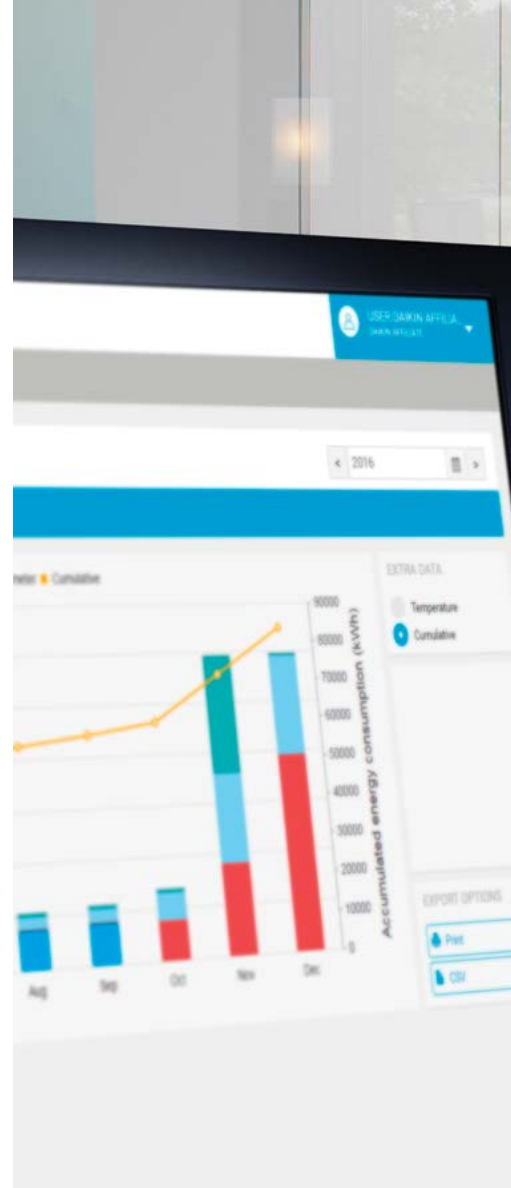 USER DAIKIN AFFILIA...
DAIKIN AFFILIATE
< 2016 >
meter Cumulative
EXTRA DATA
Temperature
Cumulative
90000
80000
70000
60000
50000
40000
30000
20000
10000
0
Accumulated energy consumption (kWh)
Aug Sep Oct Nov Dec
EXPORT OPTIONS
Print
CSV